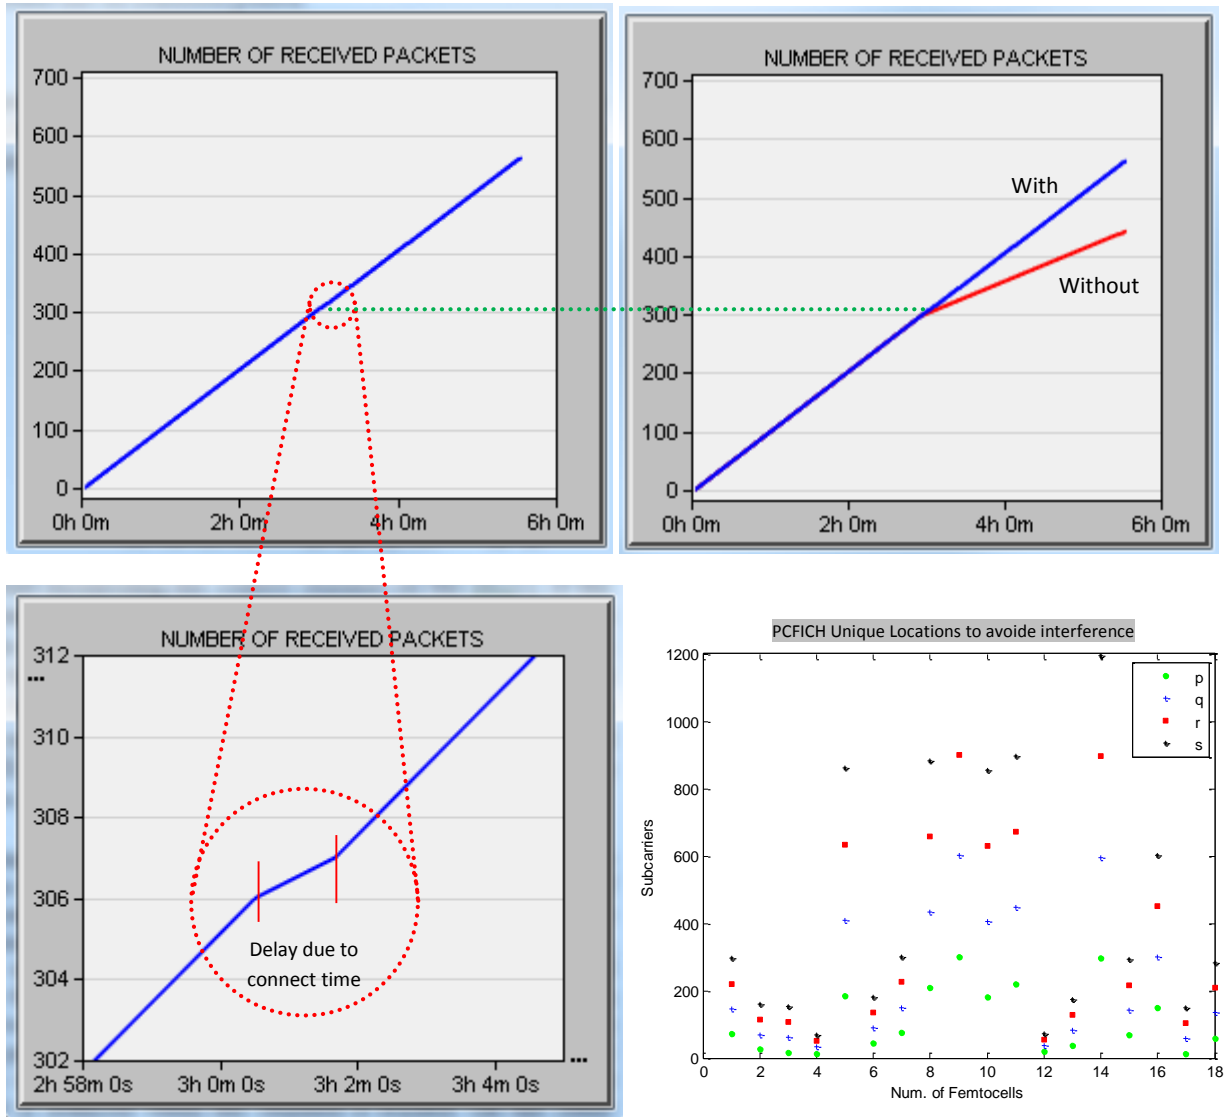 NUMBER OF RECEIVED PACKETS
700
600
500
400
300
200
100
0
0h 0m 2h 0m 4h 0m 6h 0m
NUMBER OF RECEIVED PACKETS
700
600
500
400
300
200
100
0
With
Without
0h 0m 2h 0m 4h 0m 6h 0m
NUMBER OF RECEIVED PACKETS
312
...
310
308
306
304
302
Delay due to
connect time
...
2h 58m 0s 3h 0m 0s 3h 2m 0s 3h 4m 0s
PCFICH Unique Locations to avoide interference
1200
1000
800
600
400
200
0
Subcarriers
p
q
r
s
0 2 4 6 8 10 12 14 16 18
Num. of Femtocells